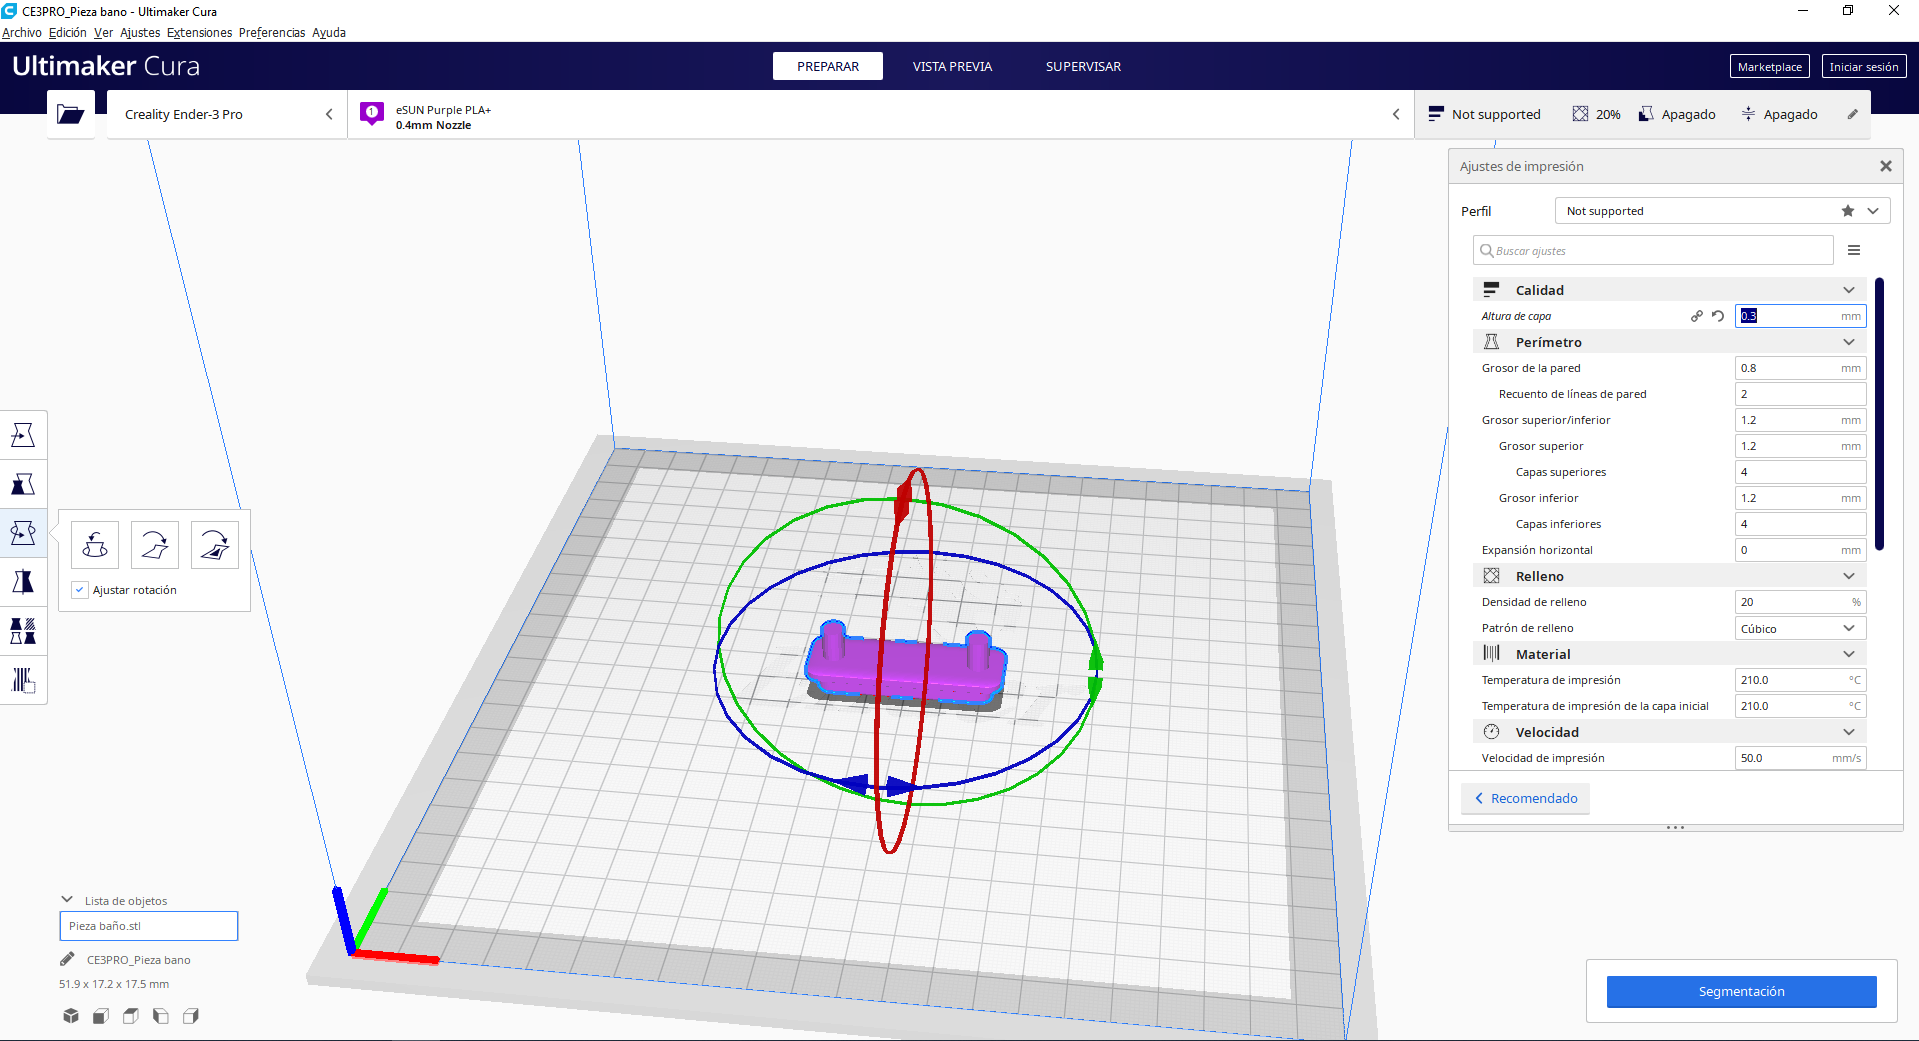 CE3PRO_Pieza bano - Ultimaker Cura
Archivo Edición Ver Ajustes Extensiones Preferencias Ayuda
Ultimaker Cura
PREPARAR
VISTA PREVIA
SUPERVISAR
Marketplace
Iniciar sesión
Creality Ender-3 Pro
1
eSUN Purple PLA+
0.4mm Nozzle
Not supported
20%
Apagado
Apagado
Ajustes de impresión
Perfil
Not supported
Buscar ajustes
Calidad
Altura de capa 0.3 mm
Perímetro
Grosor de la pared 0.8 mm
Recuento de líneas de pared 2
Grosor superior/inferior 1.2 mm
Grosor superior 1.2 mm
Capas superiores 4
Grosor inferior 1.2 mm
Capas inferiores 4
Expansión horizontal 0 mm
Relleno
Densidad de relleno 20 %
Patrón de relleno Cúbico
Material
Temperatura de impresión 210.0 °C
Temperatura de impresión de la capa inicial 210.0 °C
Velocidad
Velocidad de impresión 50.0 mm/s
Recomendado
Ajustar rotación
Lista de objetos
Pieza baño.stl
CE3PRO_Pieza bano
51.9 x 17.2 x 17.5 mm
Segmentación